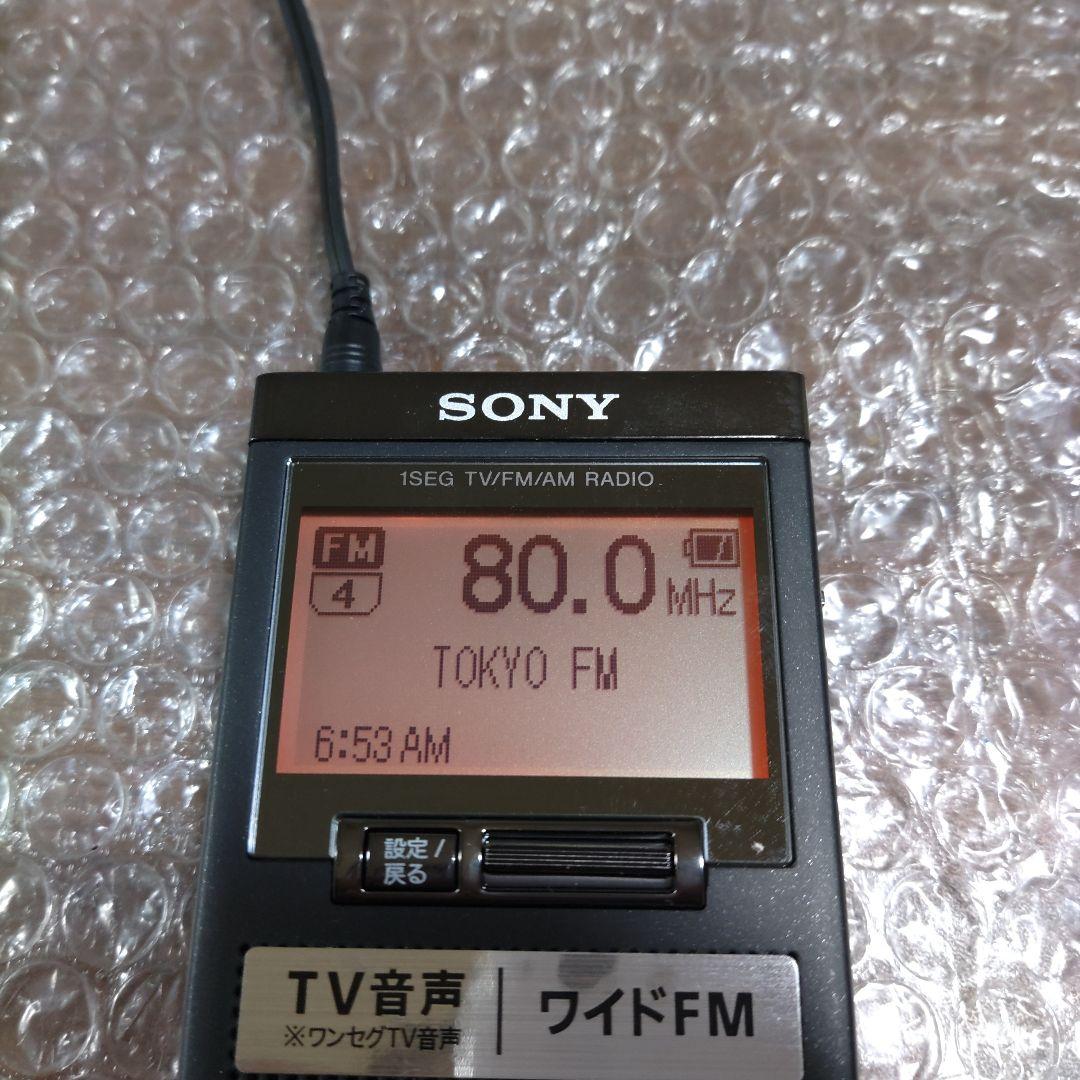 SONY
1SEG TV/FM/AM RADIO
FM 80.0 MHz
4
TOKYO FM
6:53 AM
設定/
戻る
TV音声 ワイドFM
※ワンセグTV音声